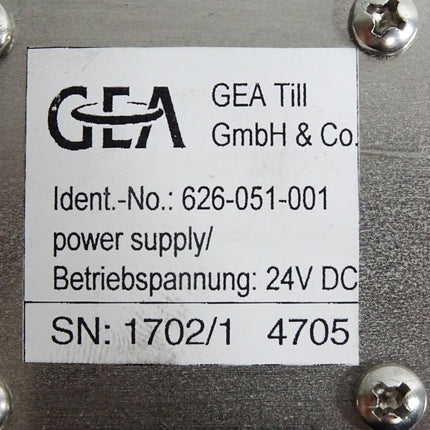 GEA GEA Till
GmbH & Co.
Ident.-No.: 626-051-001
power supply/
Betriebspannung: 24V DC
SN: 1702/1 4705